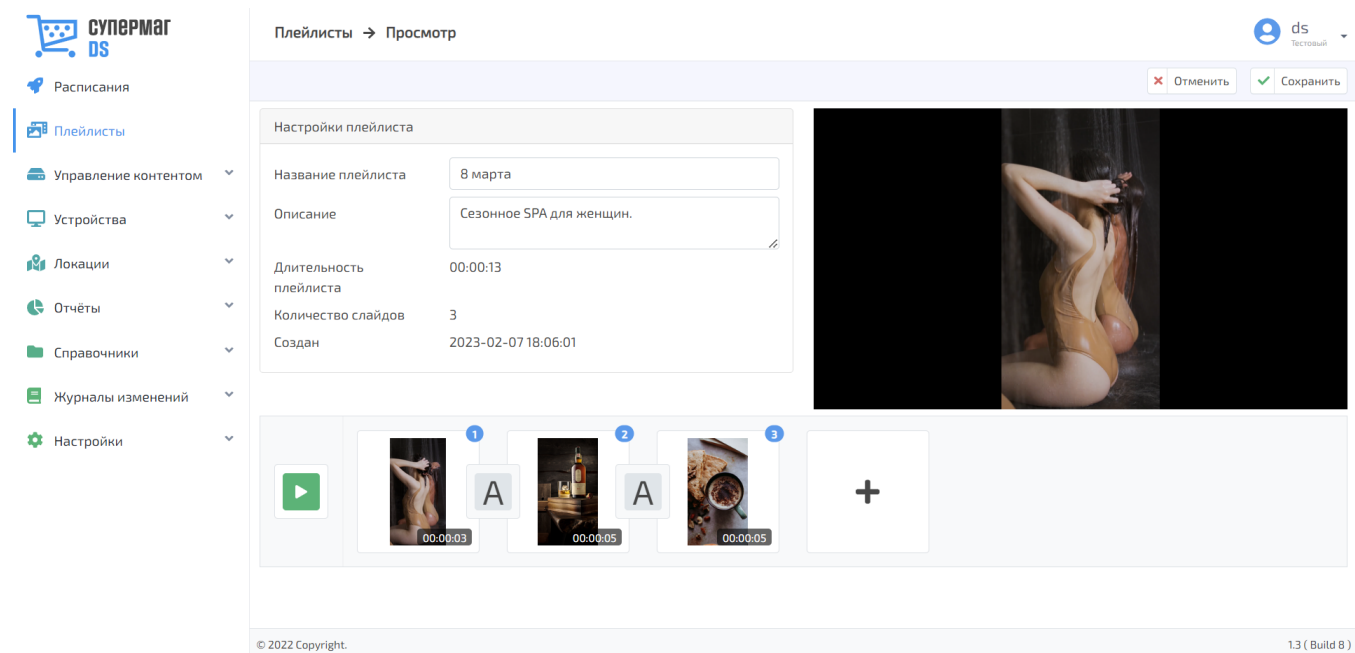 супермаг
DS
Плейлисты → Просмотр
ds
Тестовый
Отменить
Сохранить
Расписания
Плейлисты
Управление контентом
Устройства
Локации
Отчёты
Справочники
Журналы изменений
Настройки
Настройки плейлиста
Название плейлиста
8 марта
Описание
Сезонное SPA для женщин.
Длительность
плейлиста
00:00:13
Количество слайдов
3
Создан
2023-02-07 18:06:01
1
00:00:03
A
2
00:00:05
A
3
00:00:05
© 2022 Copyright.
1.3 ( Build 8 )